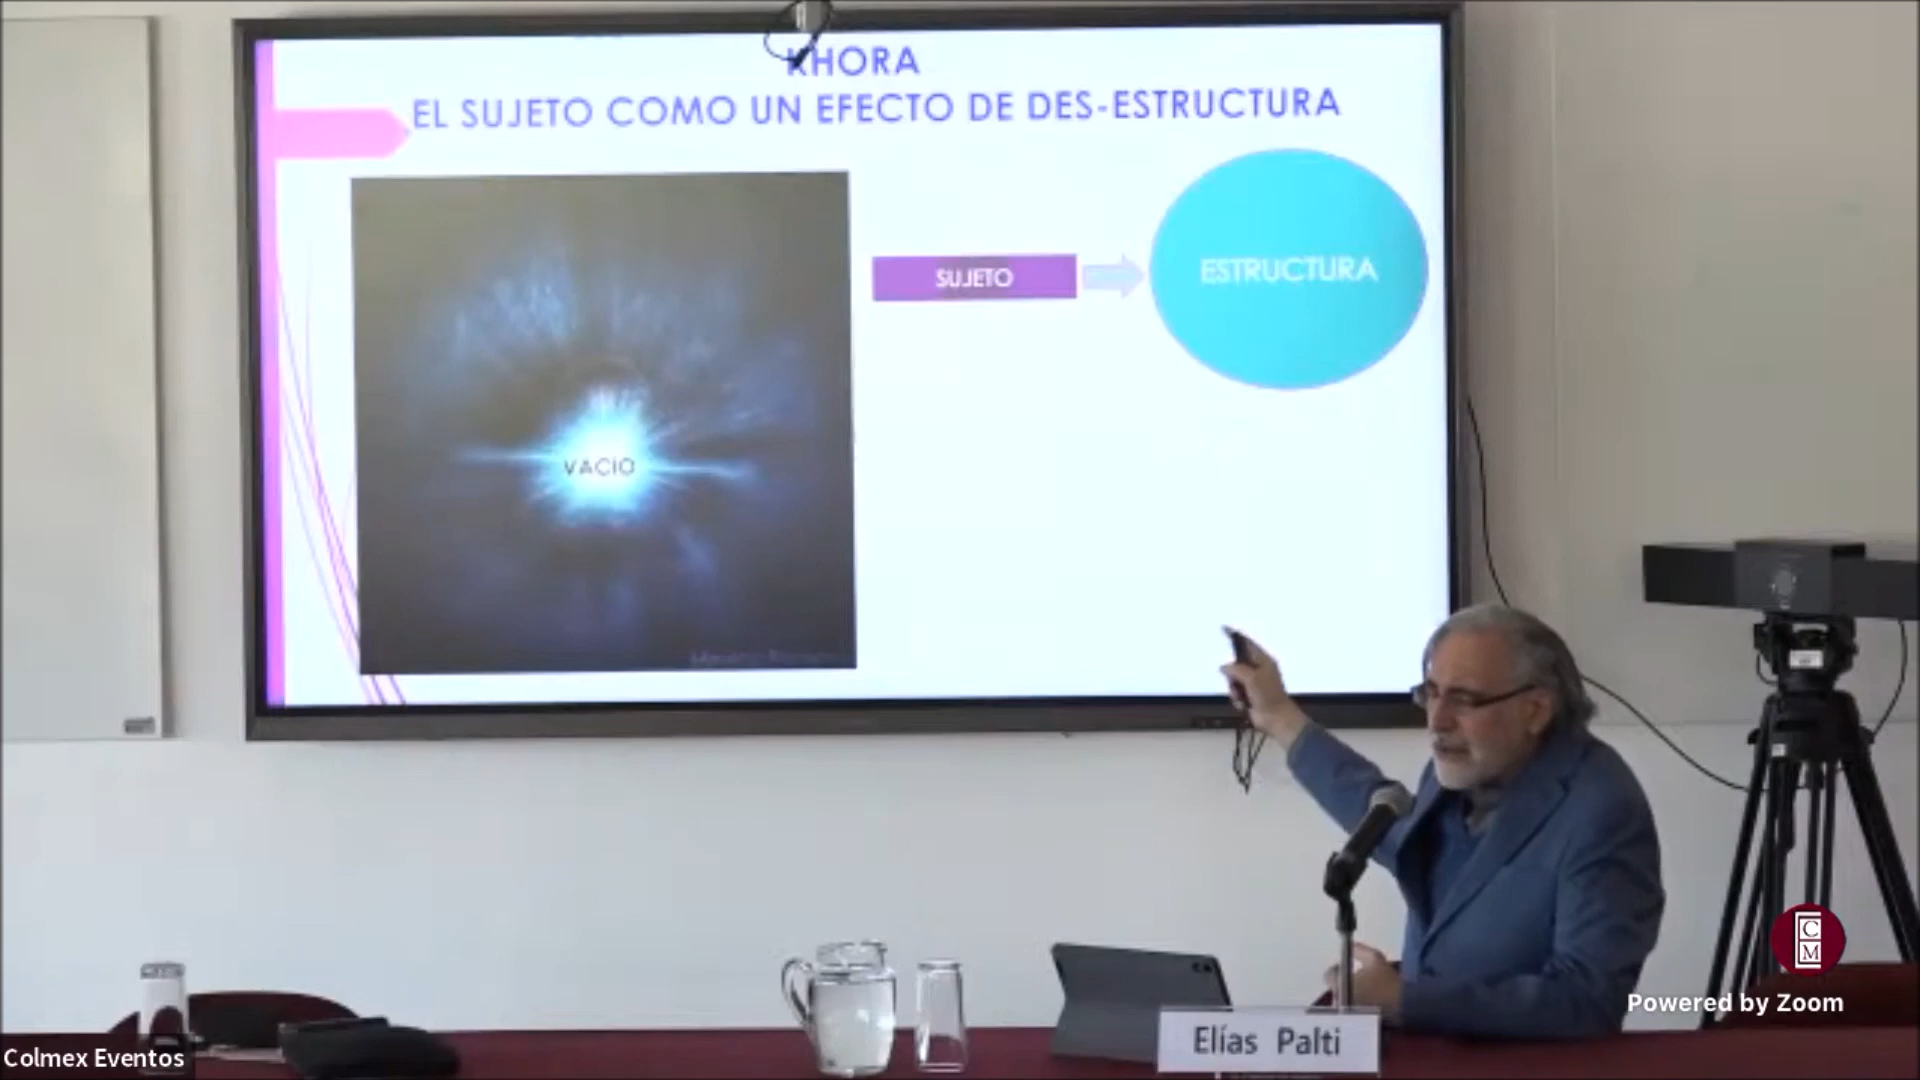 KHORA
EL SUJETO COMO UN EFECTO DE DES-ESTRUCTURA
SUJETO
ESTRUCTURA
VACIO
C
M
Powered by Zoom
Elías Palti
Colmex Eventos